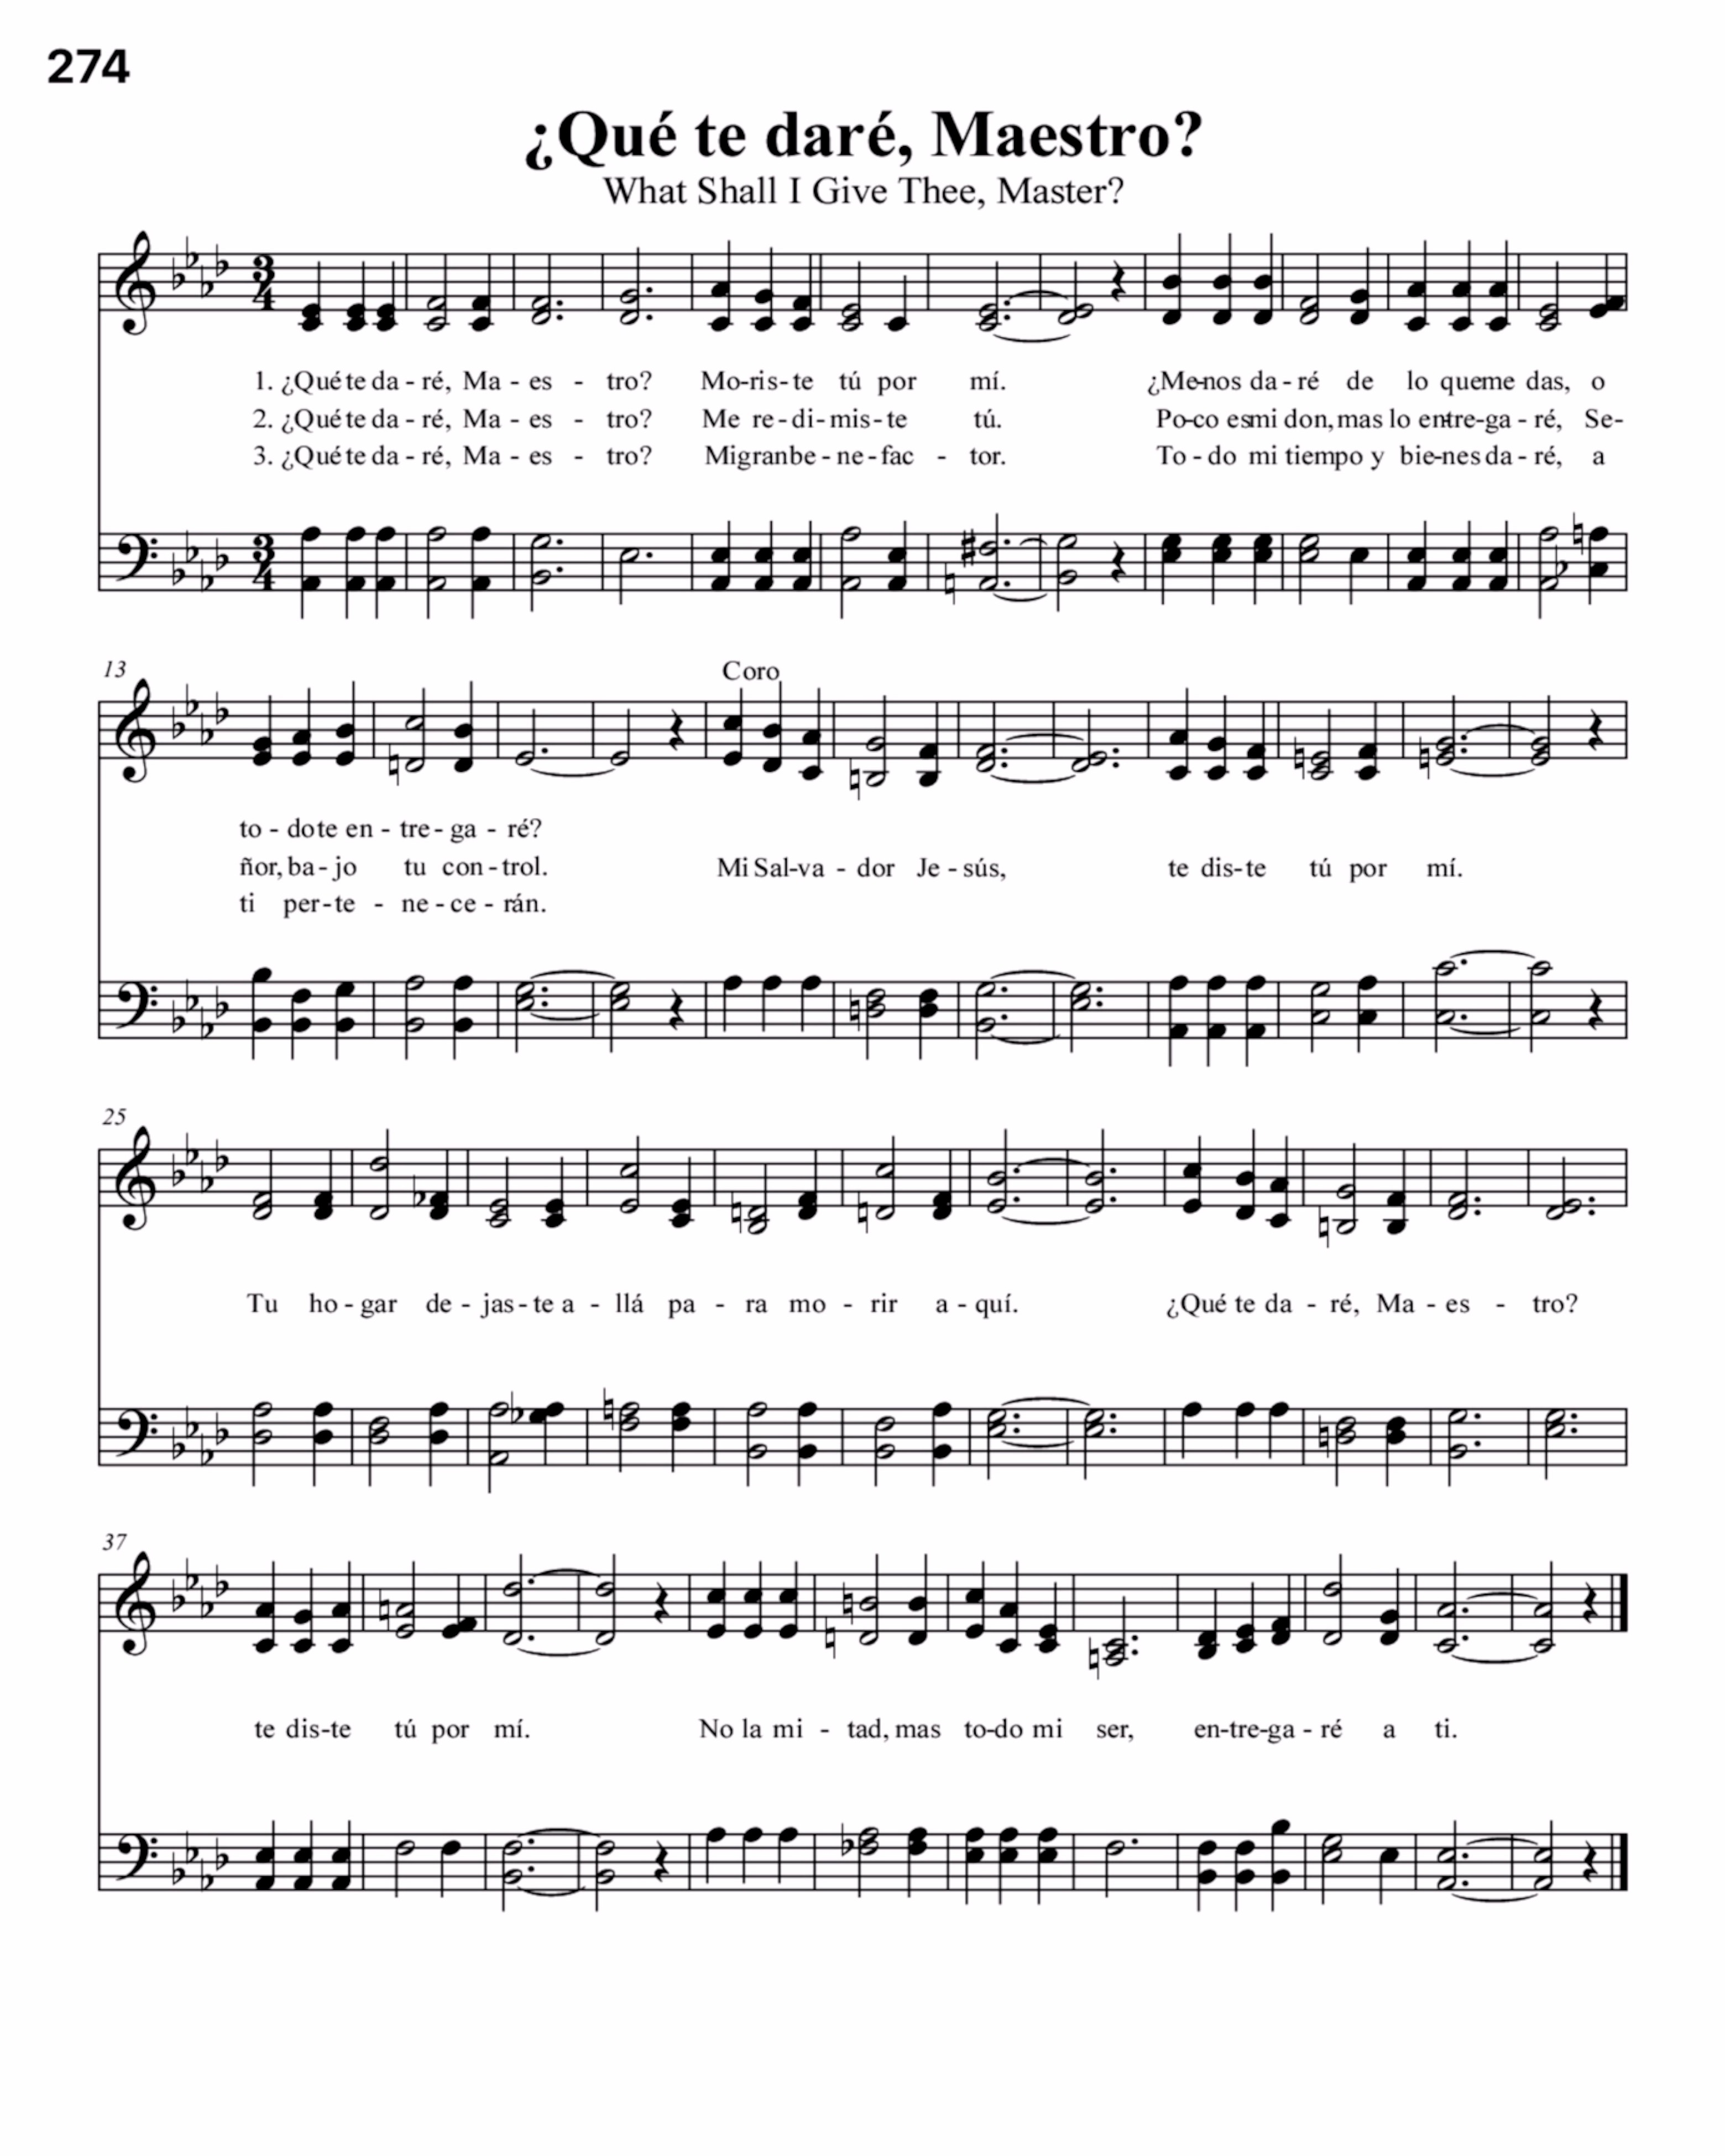 274
¿Qué te daré, Maestro?
What Shall I Give Thee, Master?
1. ¿Qué te da - ré, Ma - es - tro? Mo-ris-te tú por mí. ¿Me-nos da - ré de lo que me das, o
2. ¿Qué te da - ré, Ma - es - tro? Me re-di-mis-te tú. Po-co es mi don, mas lo en-tre-ga - ré, Se-
3. ¿Qué te da - ré, Ma - es - tro? Mi gran be - ne - fac - tor. To - do mi tiempo y bie-nes da - ré, a
13
Coro
to - do te en - tre - ga - ré?
ñor, ba - jo tu con - trol. Mi Sal-va - dor Je - sús, te dis-te tú por mí.
ti per-te - ne - ce - rán.
25
Tu ho - gar de - jas - te a - llá pa - ra mo - rir a - quí. ¿Qué te da - ré, Ma - es - tro?
37
te dis-te tú por mí. No la mi - tad, mas to-do mi ser, en-tre-ga - ré a ti.